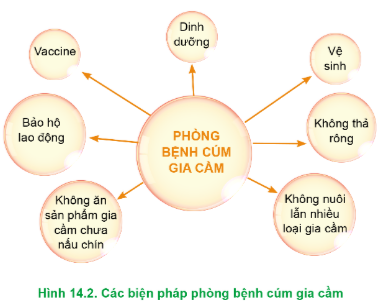 Dinh
dưỡng
Vaccine
Vệ
sinh
Bảo hộ
lao động
PHÒNG
BỆNH CÚM
GIA CẦM
Không thả
rông
Không ăn
sản phẩm gia
cầm chưa
nấu chín
Không nuôi
lẫn nhiều
loại gia cầm
Hình 14.2. Các biện pháp phòng bệnh cúm gia cầm